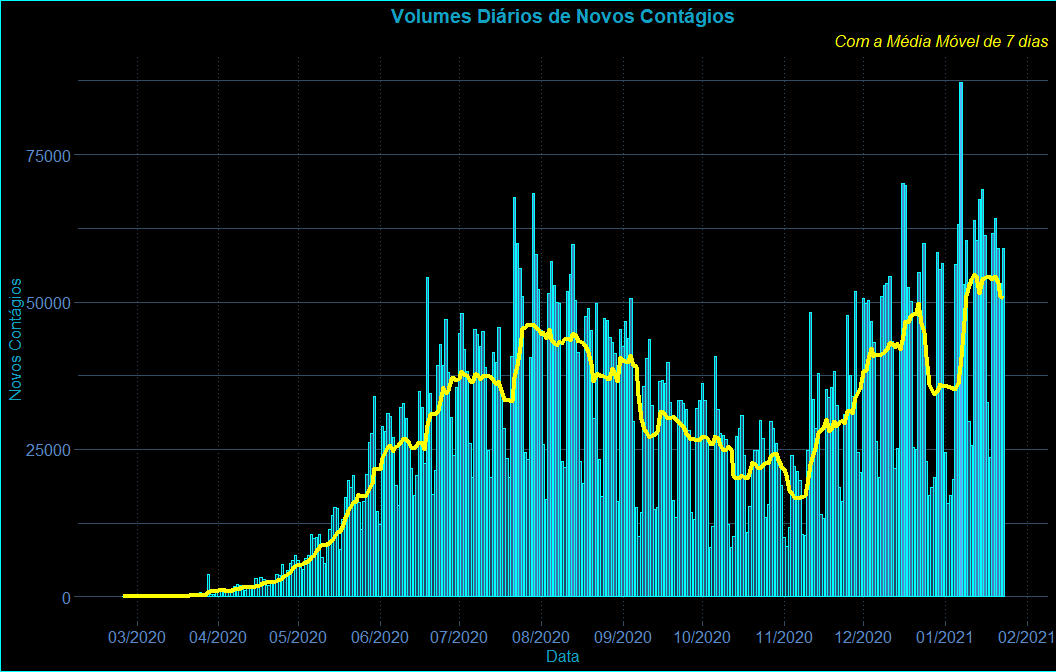 Volumes Diários de Novos Contágios
Com a Média Móvel de 7 dias
Novos Contágios
75000
50000
25000
0
03/2020 04/2020 05/2020 06/2020 07/2020 08/2020 09/2020 10/2020 11/2020 12/2020 01/2021 02/2021
Data